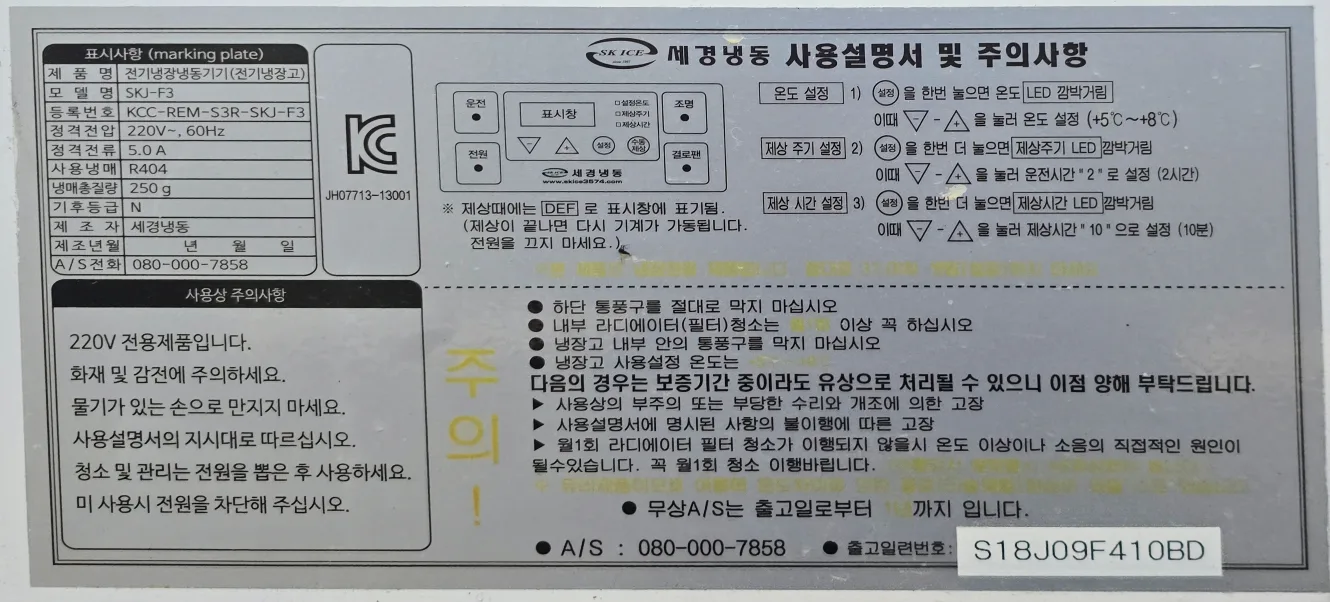 표시사항 (marking plate)
제 품 명 전기냉장냉동기기(전기냉장고)
모 델 명 SKJ-F3
등록번호 KCC-REM-S3R-SKJ-F3
정격전압 220V~, 60Hz
정격전류 5.0 A
사용냉매 R404
냉매총질량 250 g
기후등급 N
제 조 자 세경냉동
제조년월 년 월 일
A/S전화 080-000-7858
JH07713-13001
사용상 주의사항
220V 전용제품입니다.
화재 및 감전에 주의하세요.
물기가 있는 손으로 만지지 마세요.
사용설명서의 지시대로 따르십시오.
청소 및 관리는 전원을 뽑은 후 사용하세요.
미 사용시 전원을 차단해 주십시오.
SK ICE 세경냉동 사용설명서 및 주의사항
운전
전원
표시창
□설정온도
□제상주기
□제상시간
설정
수동 제상
조명
결로팬
SK ICE 세경냉동
www.skice3574.com
※ 제상때에는 DEF 로 표시창에 표기됨.
(제상이 끝나면 다시 기계가 가동됩니다.
전원을 끄지 마세요.)
온도 설정 1) 설정 을 한번 눌으면 온도 LED 깜박거림
이때 ▽ - △ 을 눌러 온도 설정 (+5℃~+8℃)
제상 주기 설정 2) 설정 을 한번 더 눌으면 제상주기 LED 깜박거림
이때 ▽ - △ 을 눌러 운전시간 "2" 로 설정 (2시간)
제상 시간 설정 3) 설정 을 한번 더 눌으면 제상시간 LED 깜박거림
이때 ▽ - △ 을 눌러 제상시간 "10" 으로 설정 (10분)
주의!
● 하단 통풍구를 절대로 막지 마십시오
● 내부 라디에이터(필터)청소는 이상 꼭 하십시오
● 냉장고 내부 안의 통풍구를 막지 마십시오
● 냉장고 사용설정 온도는
다음의 경우는 보증기간 중이라도 유상으로 처리될 수 있으니 이점 양해 부탁드립니다.
▶ 사용상의 부주의 또는 부당한 수리와 개조에 의한 고장
▶ 사용설명서에 명시된 사항의 불이행에 따른 고장
▶ 월1회 라디에이터 필터 청소가 이행되지 않을시 온도 이상이나 소음의 직접적인 원인이
될수있습니다. 꼭 월1회 청소 이행바랍니다.
● 무상A/S는 출고일로부터 까지 입니다.
● A/S : 080-000-7858 ● 출고일련번호: S18J09F410BD